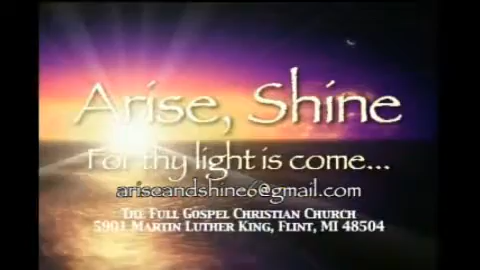 Arise, Shine
For thy light is come...
ariseandshine6@gmail.com
The Full Gospel Christian Church
5901 Martin Luther King, Flint, MI 48504